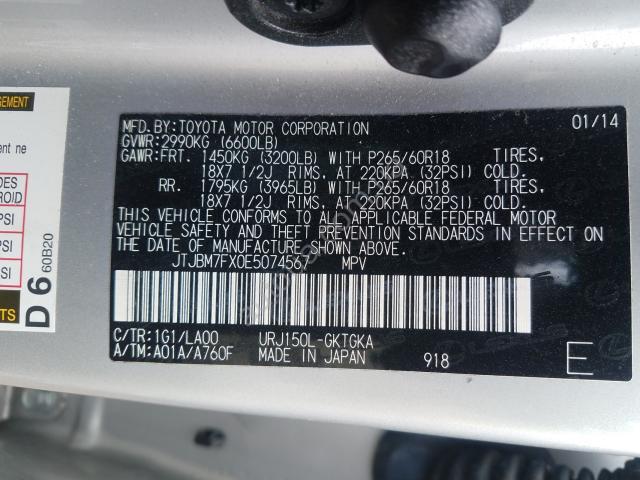 MFD.BY:TOYOTA MOTOR CORPORATION 01/14
GVWR:2990KG (6600LB)
GAWR:FRT. 1450KG (3200LB) WITH P265/60R18 TIRES,
18X7 1/2J RIMS, AT 220KPA (32PSI) COLD.
RR. 1795KG (3965LB) WITH P265/60R18 TIRES,
18X7 1/2J RIMS, AT 220KPA (32PSI) COLD.
THIS VEHICLE CONFORMS TO ALL APPLICABLE FEDERAL MOTOR
VEHICLE SAFETY AND THEFT PREVENTION STANDARDS IN EFFECT ON
THE DATE OF MANUFACTURE SHOWN ABOVE.
JTJBM7FX0E5074567 MPV
C/TR:1G1/LA00 URJ150L-GKTGKA
A/TM:A01A/A760F MADE IN JAPAN 918 E
D6
60B20
PSI
PSI